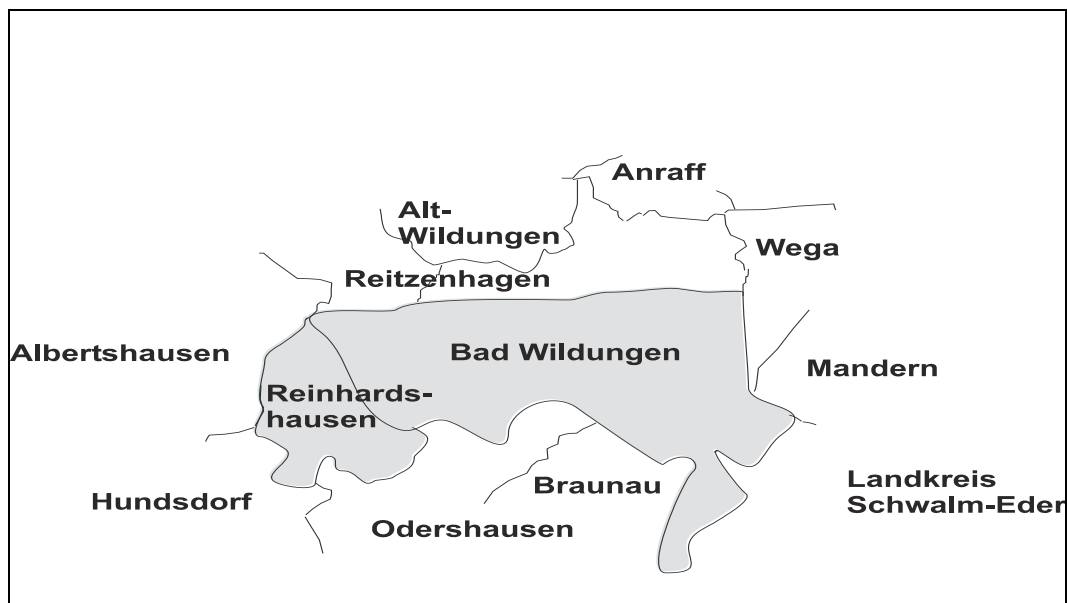 Anraff
Alt-
Wildungen
Wega
Reitzenhagen
Albertshausen
Bad Wildungen
Mandern
Reinhards-
hausen
Landkreis
Schwalm-Eder
Braunau
Hundsdorf
Odershausen